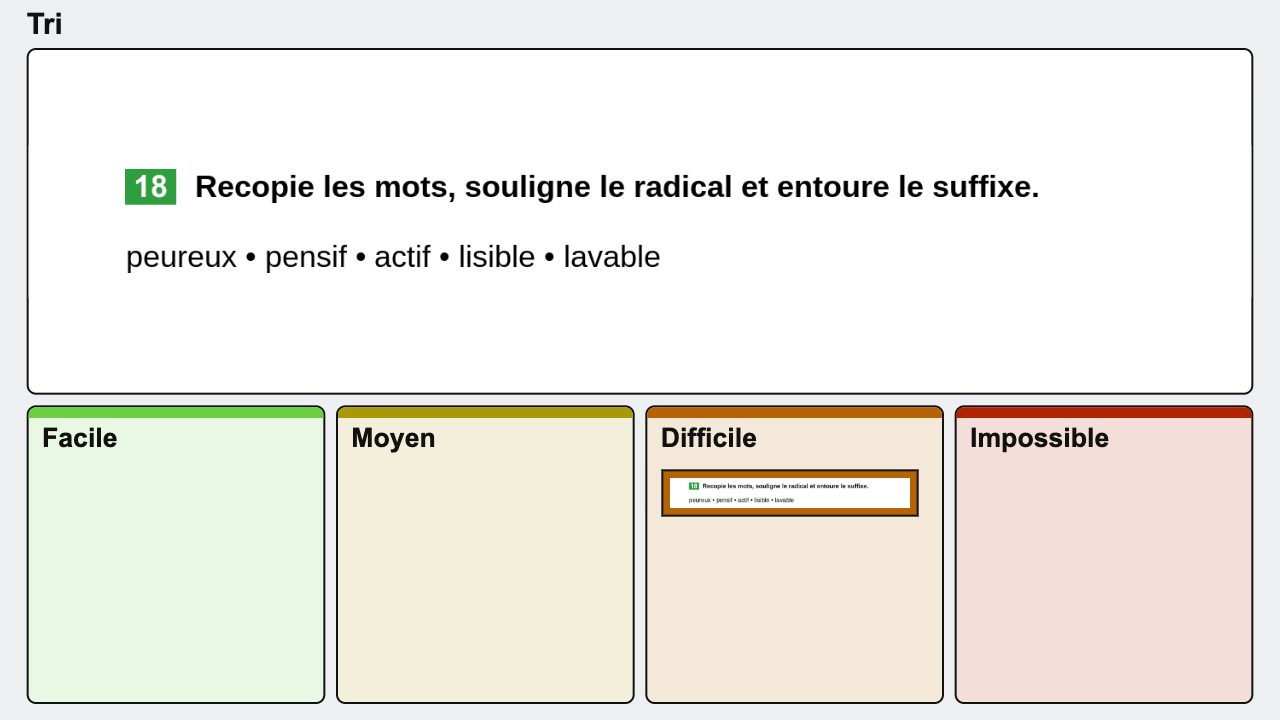 Tri
18 Recopie les mots, souligne le radical et entoure le suffixe.
peureux • pensif • actif • lisible • lavable
Facile
Moyen
Difficile
Impossible
18 Recopie les mots, souligne le radical et entoure le suffixe.
peureux • pensif • actif • lisible • lavable